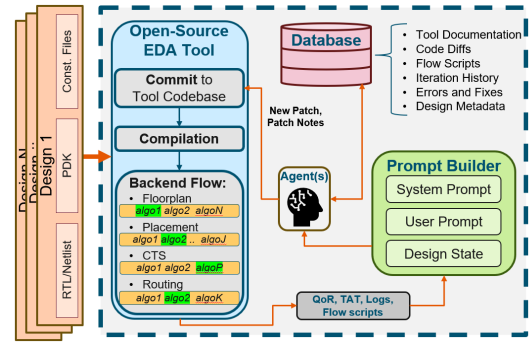 Design N
Design ..
Design 1
Const. Files
PDK
RTL/Netlist
Open-Source
EDA Tool
Commit to
Tool Codebase
Compilation
Backend Flow:
• Floorplan
algo1 algo2 algoN
• Placement
algo1 algo2 .. algoJ
• CTS
algo1 algo2 algoP
• Routing
algo1 algo2 algoK
Database
• Tool Documentation
• Code Diffs
• Flow Scripts
• Iteration History
• Errors and Fixes
• Design Metadata
New Patch,
Patch Notes
Agent(s)
Prompt Builder
System Prompt
User Prompt
Design State
QoR, TAT, Logs,
Flow scripts